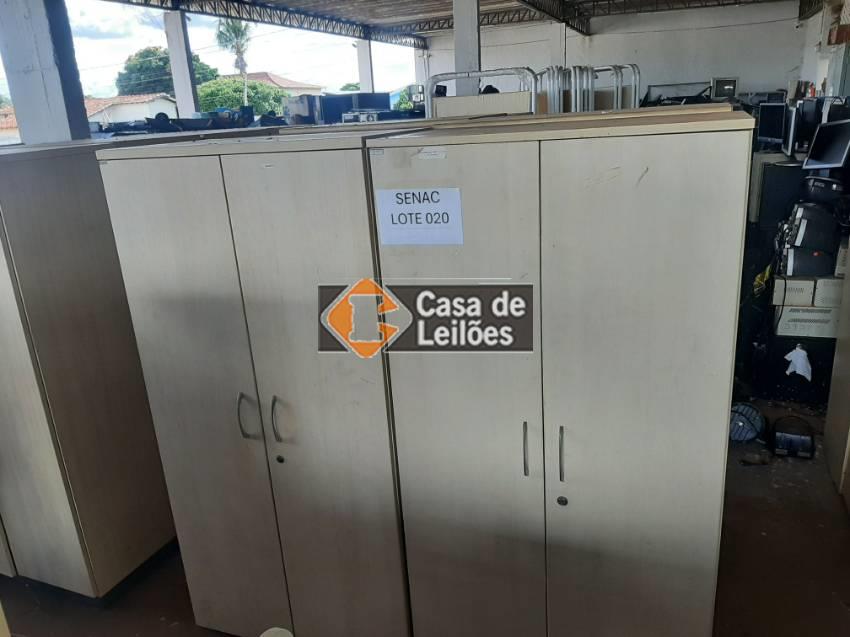 SENAC
LOTE 020
Casa de
Leilões